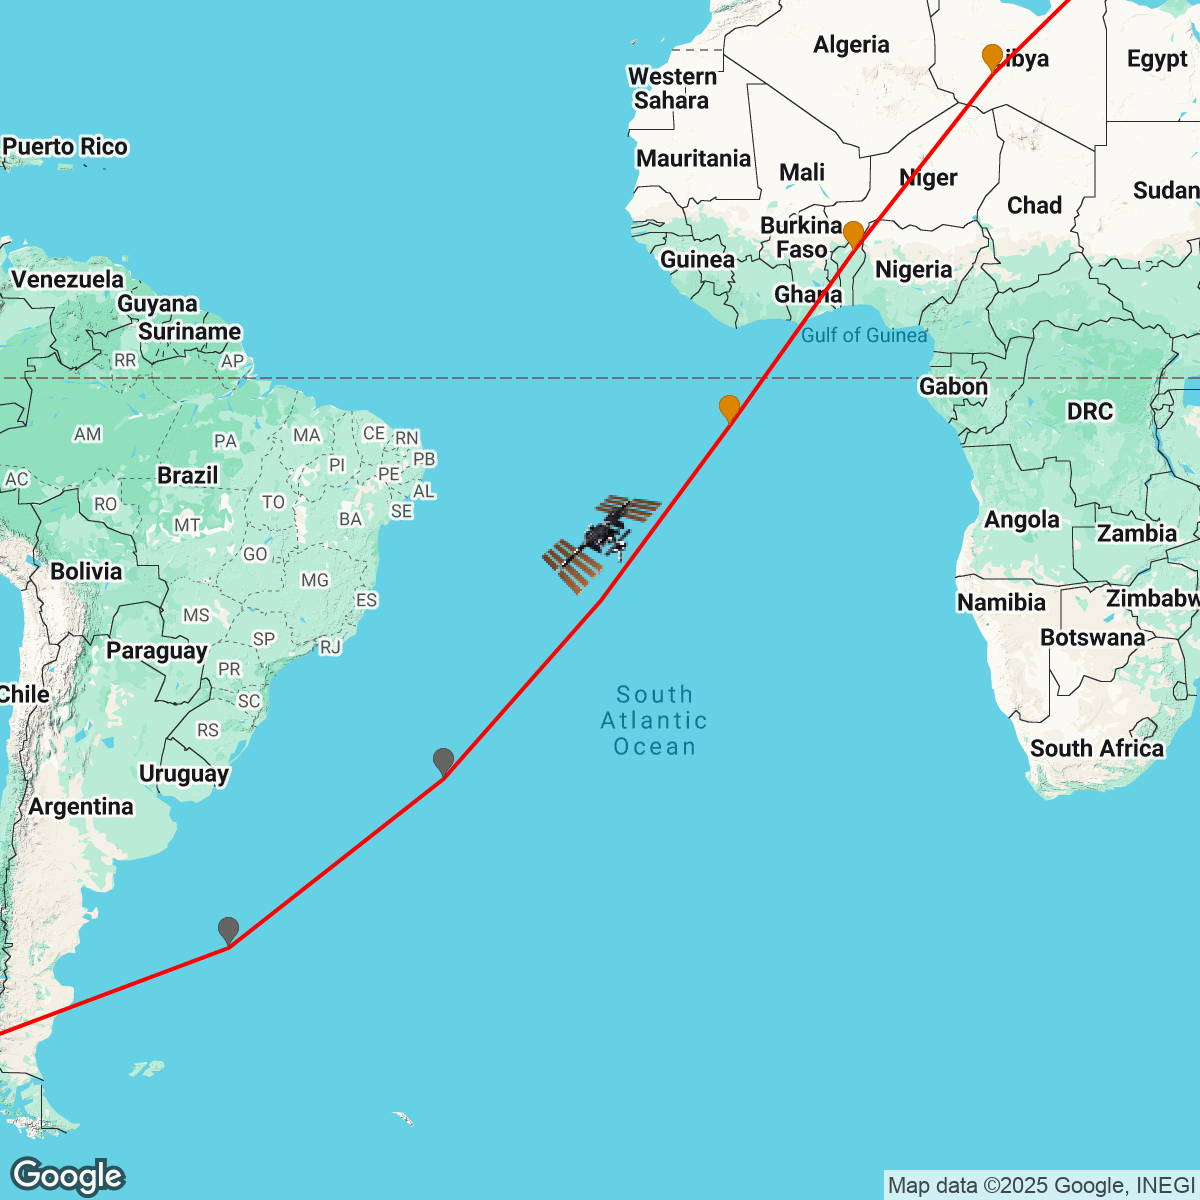 Algeria
Libya
Egypt
Western
Sahara
Puerto Rico
Mauritania
Mali
Niger
Chad
Sudan
Burkina
Faso
Guinea
Nigeria
Venezuela
Ghana
Guyana
Suriname
Gulf of Guinea
RR
AP
Gabon
DRC
AM
PA
MA
CE
RN
PI
PB
PE
AC
Brazil
AL
RO
TO
SE
MT
BA
Angola
Zambia
GO
Bolivia
MG
ES
Namibia
Zimbabw
MS
SP
RJ
Botswana
Paraguay
PR
Chile
SC
South
Atlantic
Ocean
RS
South Africa
Uruguay
Argentina
Google
Map data ©2025 Google, INEGI